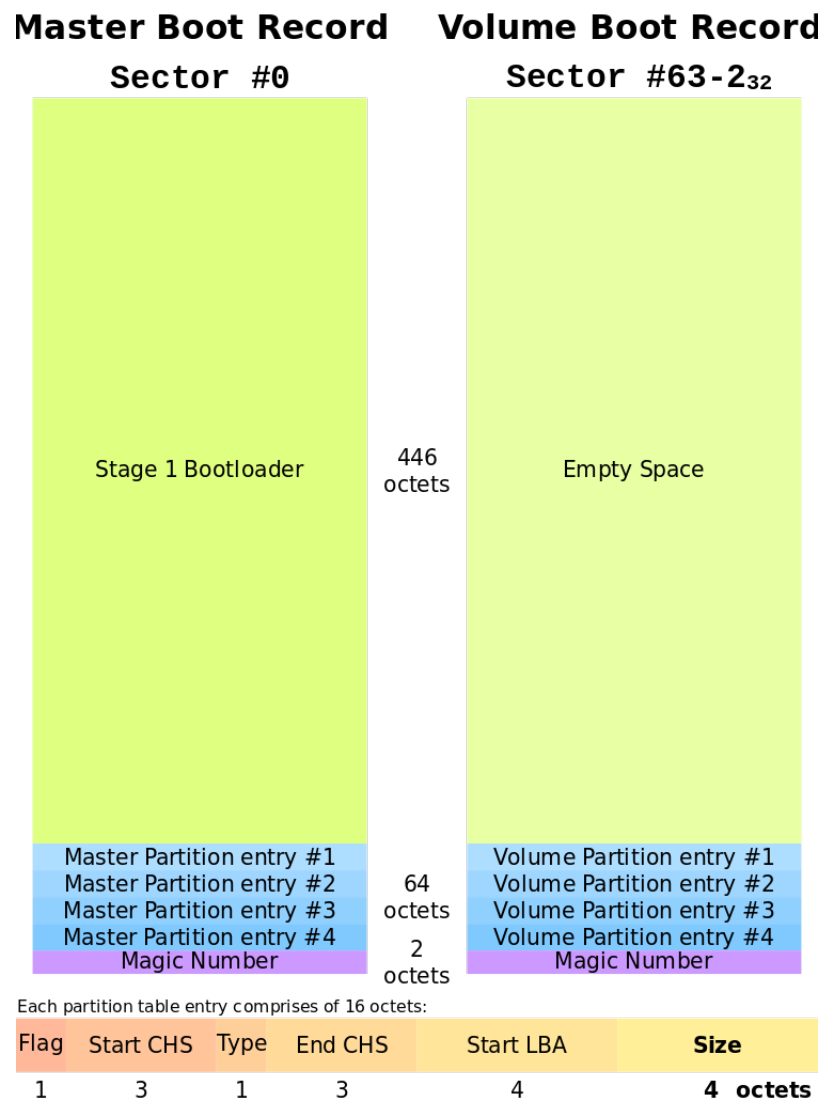 Master Boot Record
Volume Boot Record
Sector #0
Sector #63-232
Stage 1 Bootloader
446
octets
Empty Space
Master Partition entry #1
Master Partition entry #2
Master Partition entry #3
Master Partition entry #4
Magic Number
64
octets
2
octets
Volume Partition entry #1
Volume Partition entry #2
Volume Partition entry #3
Volume Partition entry #4
Magic Number
Each partition table entry comprises of 16 octets:
Flag Start CHS Type End CHS Start LBA Size
1 3 1 3 4 4 octets